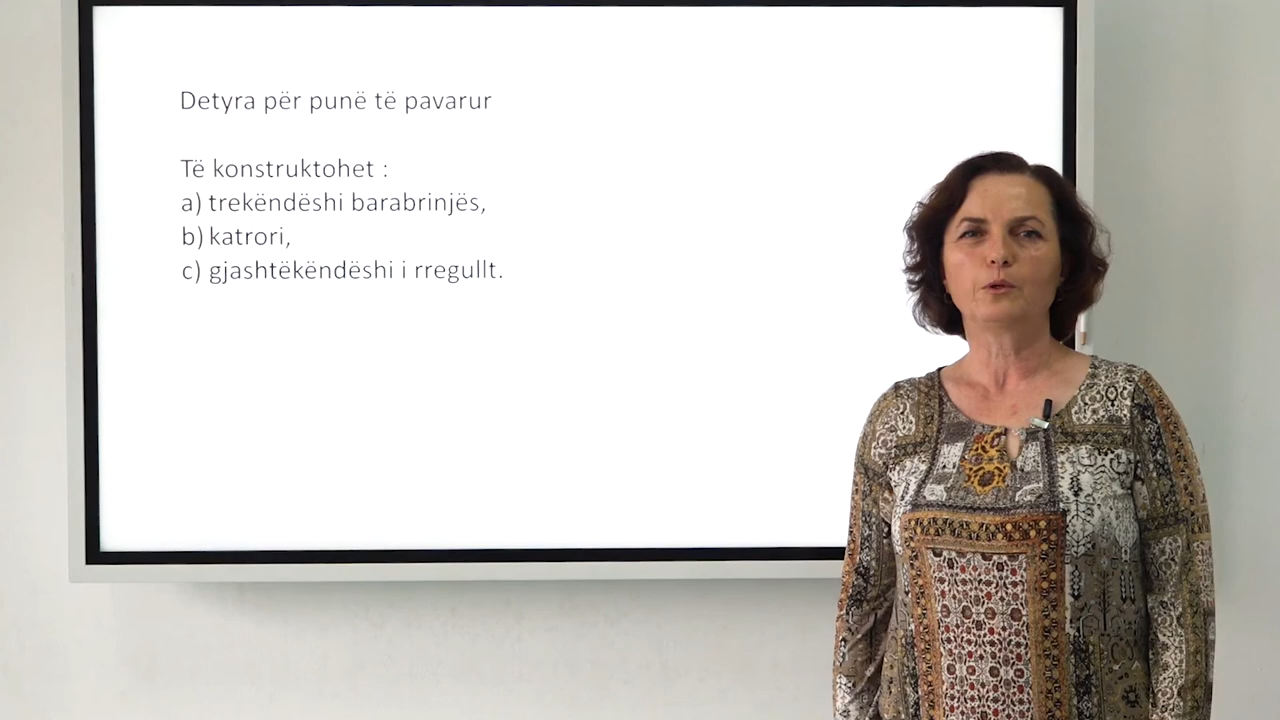 Detyra për punë të pavarur
Të konstruktohet :
a) trekëndëshi barabrinjës,
b) katrori,
c) gjashtëkëndëshi i rregullt.